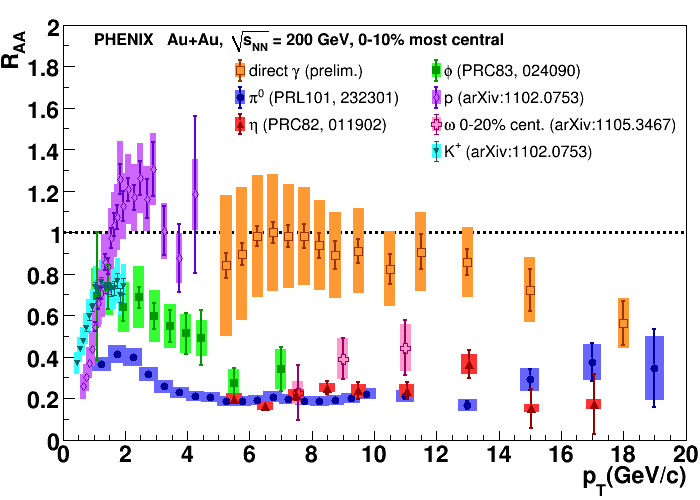 PHENIX Au+Au, √s_NN = 200 GeV, 0-10% most central
direct γ (prelim.)
π⁰ (PRL101, 232301)
η (PRC82, 011902)
ϕ (PRC83, 024090)
p (arXiv:1102.0753)
ω 0-20% cent. (arXiv:1105.3467)
K⁺ (arXiv:1102.0753)
R_AA
2
1.8
1.6
1.4
1.2
1
0.8
0.6
0.4
0.2
0
0 2 4 6 8 10 12 14 16 18 20
p_T(GeV/c)